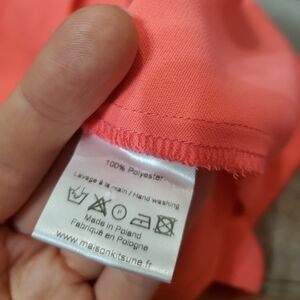 100% Polyester
Lavage à la main / Hand washing
Made in Poland
Fabriqué en Pologne
www.maisonkitsune.fr